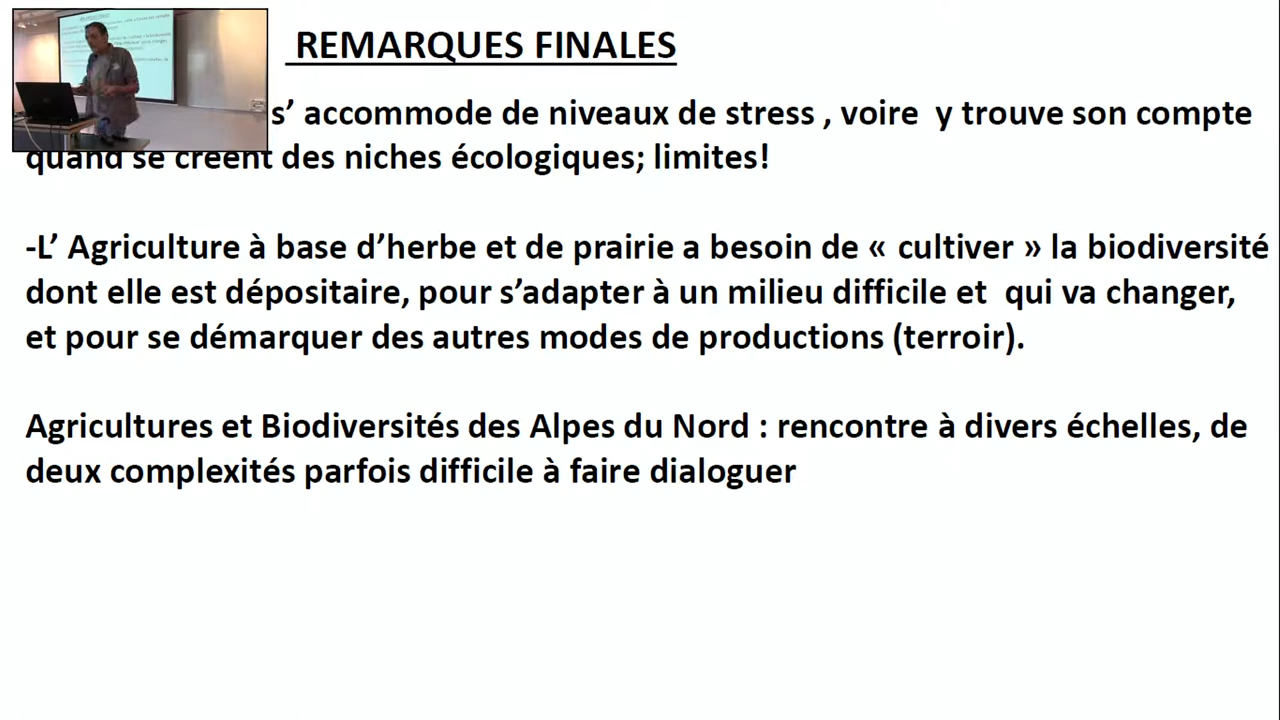 REMARQUES FINALES
s’ accommode de niveaux de stress , voire y trouve son compte
quand se créent des niches écologiques; limites!
-L’ Agriculture à base d’herbe et de prairie a besoin de « cultiver » la biodiversité
dont elle est dépositaire, pour s’adapter à un milieu difficile et qui va changer,
et pour se démarquer des autres modes de productions (terroir).
Agricultures et Biodiversités des Alpes du Nord : rencontre à divers échelles, de
deux complexités parfois difficile à faire dialoguer